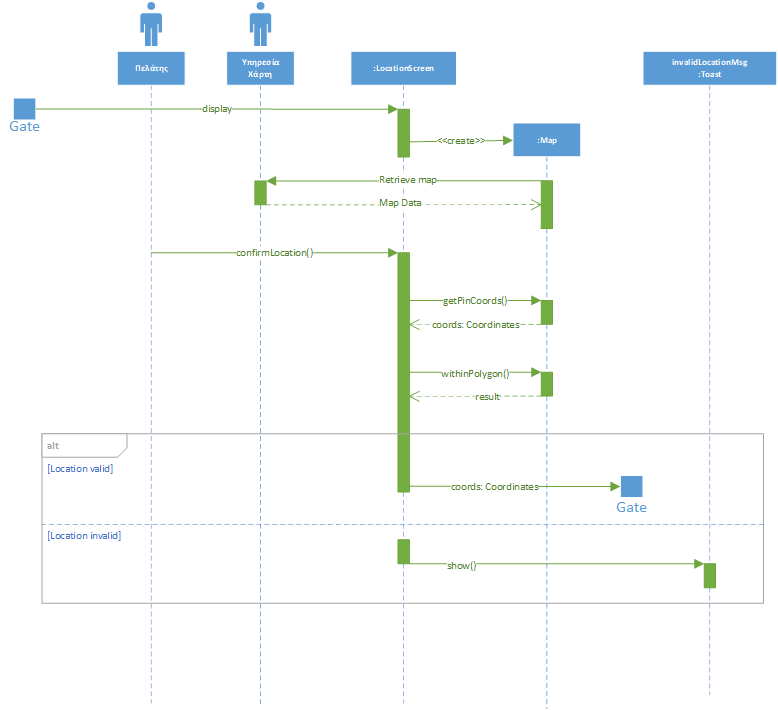 Πελάτης
Υπηρεσία
Χάρτη
:LocationScreen
invalidLocationMsg
:Toast
Gate
display
<<create>>
:Map
Retrieve map
Map Data
confirmLocation()
getPinCoords()
coords: Coordinates
withinPolygon()
result
alt
[Location valid]
coords: Coordinates
Gate
[Location invalid]
show()